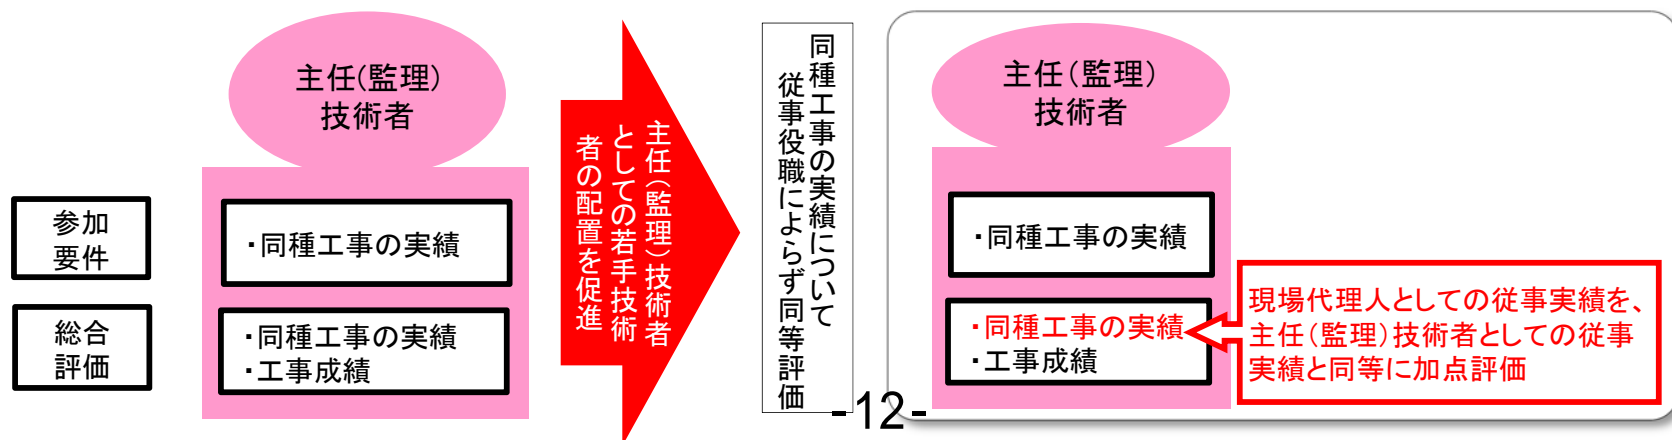 主任(監理)
技術者
参加
要件
・同種工事の実績
総合
評価
・同種工事の実績
・工事成績
主任(監理)技術者
としての若手技術
者の配置を促進
同種工事の実績について
従事役職によらず同等評価
主任(監理)
技術者
・同種工事の実績
・同種工事の実績
・工事成績
現場代理人としての従事実績を、
主任(監理)技術者としての従事
実績と同等に加点評価
-12-